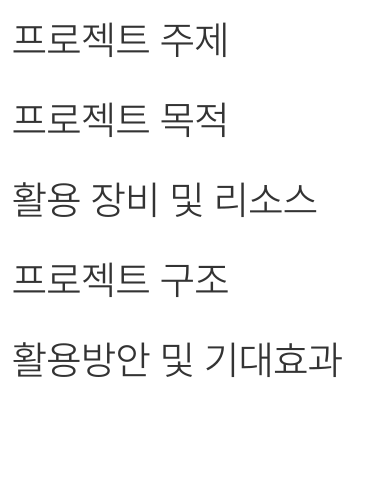 프로젝트 주제
프로젝트 목적
활용 장비 및 리소스
프로젝트 구조
활용방안 및 기대효과